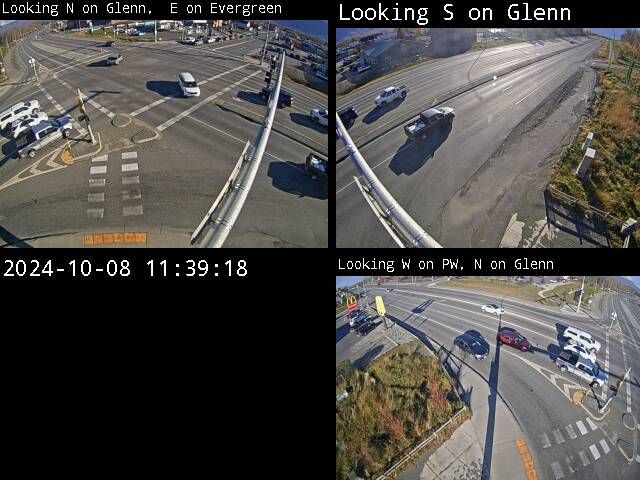 Looking N on Glenn,  E on Evergreen
Looking S on Glenn
2024-10-08 11:39:18
Looking W on PW, N on Glenn